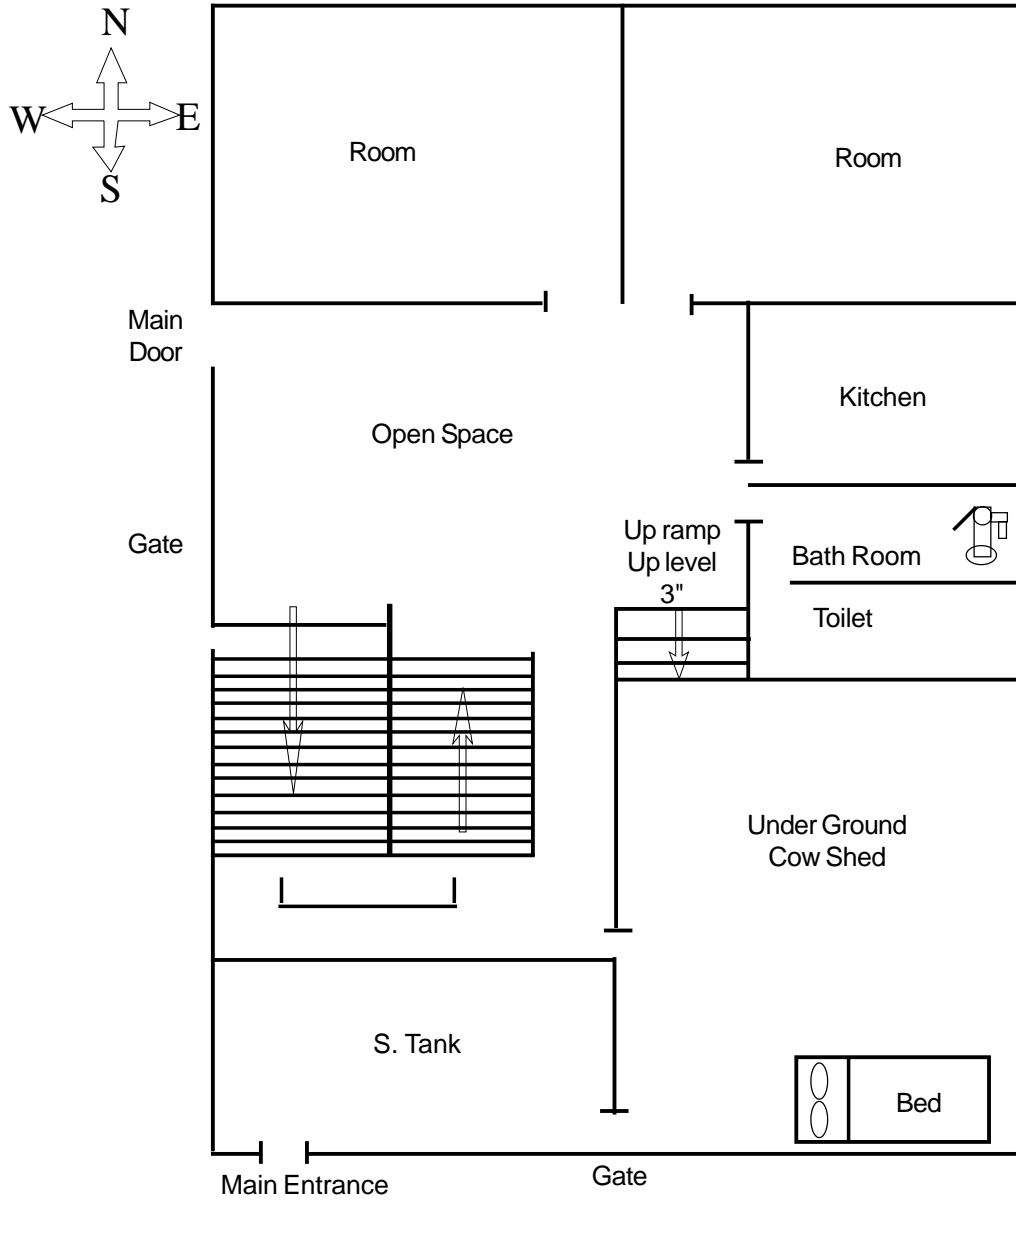 N
W E
S
Room
Room
Main
Door
Kitchen
Open Space
Gate
Up ramp
Up level
3"
Bath Room
Toilet
Under Ground
Cow Shed
S. Tank
Bed
Main Entrance
Gate